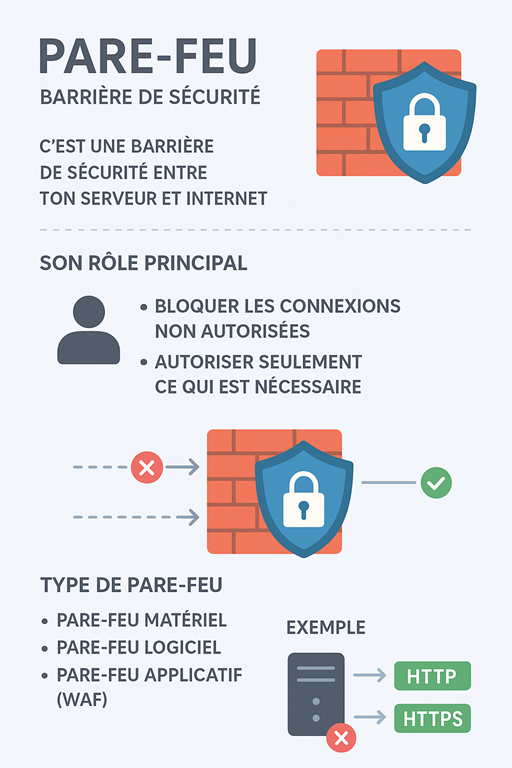 PARE-FEU
BARRIÈRE DE SÉCURITÉ
C'EST UNE BARRIÈRE
DE SÉCURITÉ ENTRE
TON SERVEUR ET INTERNET
SON RÔLE PRINCIPAL
• BLOQUER LES CONNEXIONS
NON AUTORISÉES
• AUTORISER SEULEMENT
CE QUI EST NÉCESSAIRE
TYPE DE PARE-FEU
• PARE-FEU MATÉRIEL
• PARE-FEU LOGICIEL
• PARE-FEU APPLICATIF
(WAF)
EXEMPLE
HTTP
HTTPS